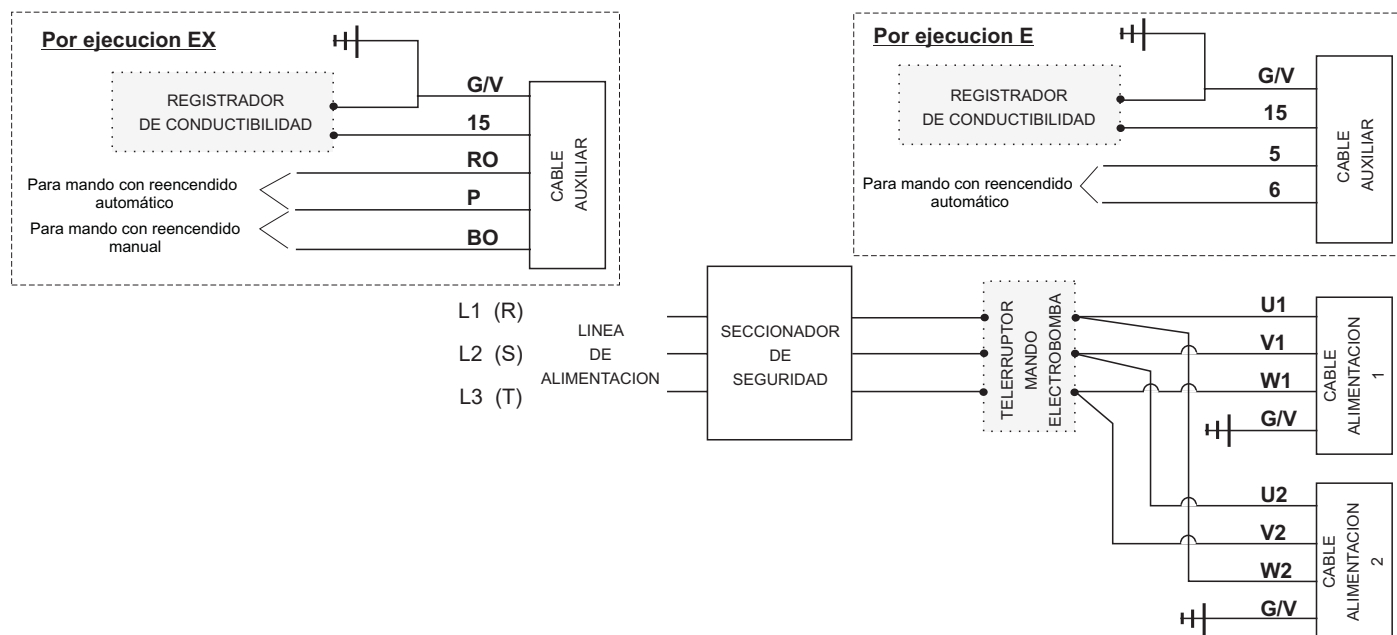 Por ejecucion EX
REGISTRADOR
DE CONDUCTIBILIDAD
G/V
15
RO
P
BO
Para mando con reencendido
automático
Para mando con reencendido
manual
CABLE
AUXILIAR
Por ejecucion E
REGISTRADOR
DE CONDUCTIBILIDAD
G/V
15
5
6
Para mando con reencendido
automático
CABLE
AUXILIAR
L1 (R)
L2 (S)
L3 (T)
LINEA
DE
ALIMENTACION
SECCIONADOR
DE
SEGURIDAD
TELERRUPTOR
MANDO
ELECTROBOMBA
U1
V1
W1
G/V
CABLE
ALIMENTACION
1
U2
V2
W2
G/V
CABLE
ALIMENTACION
2